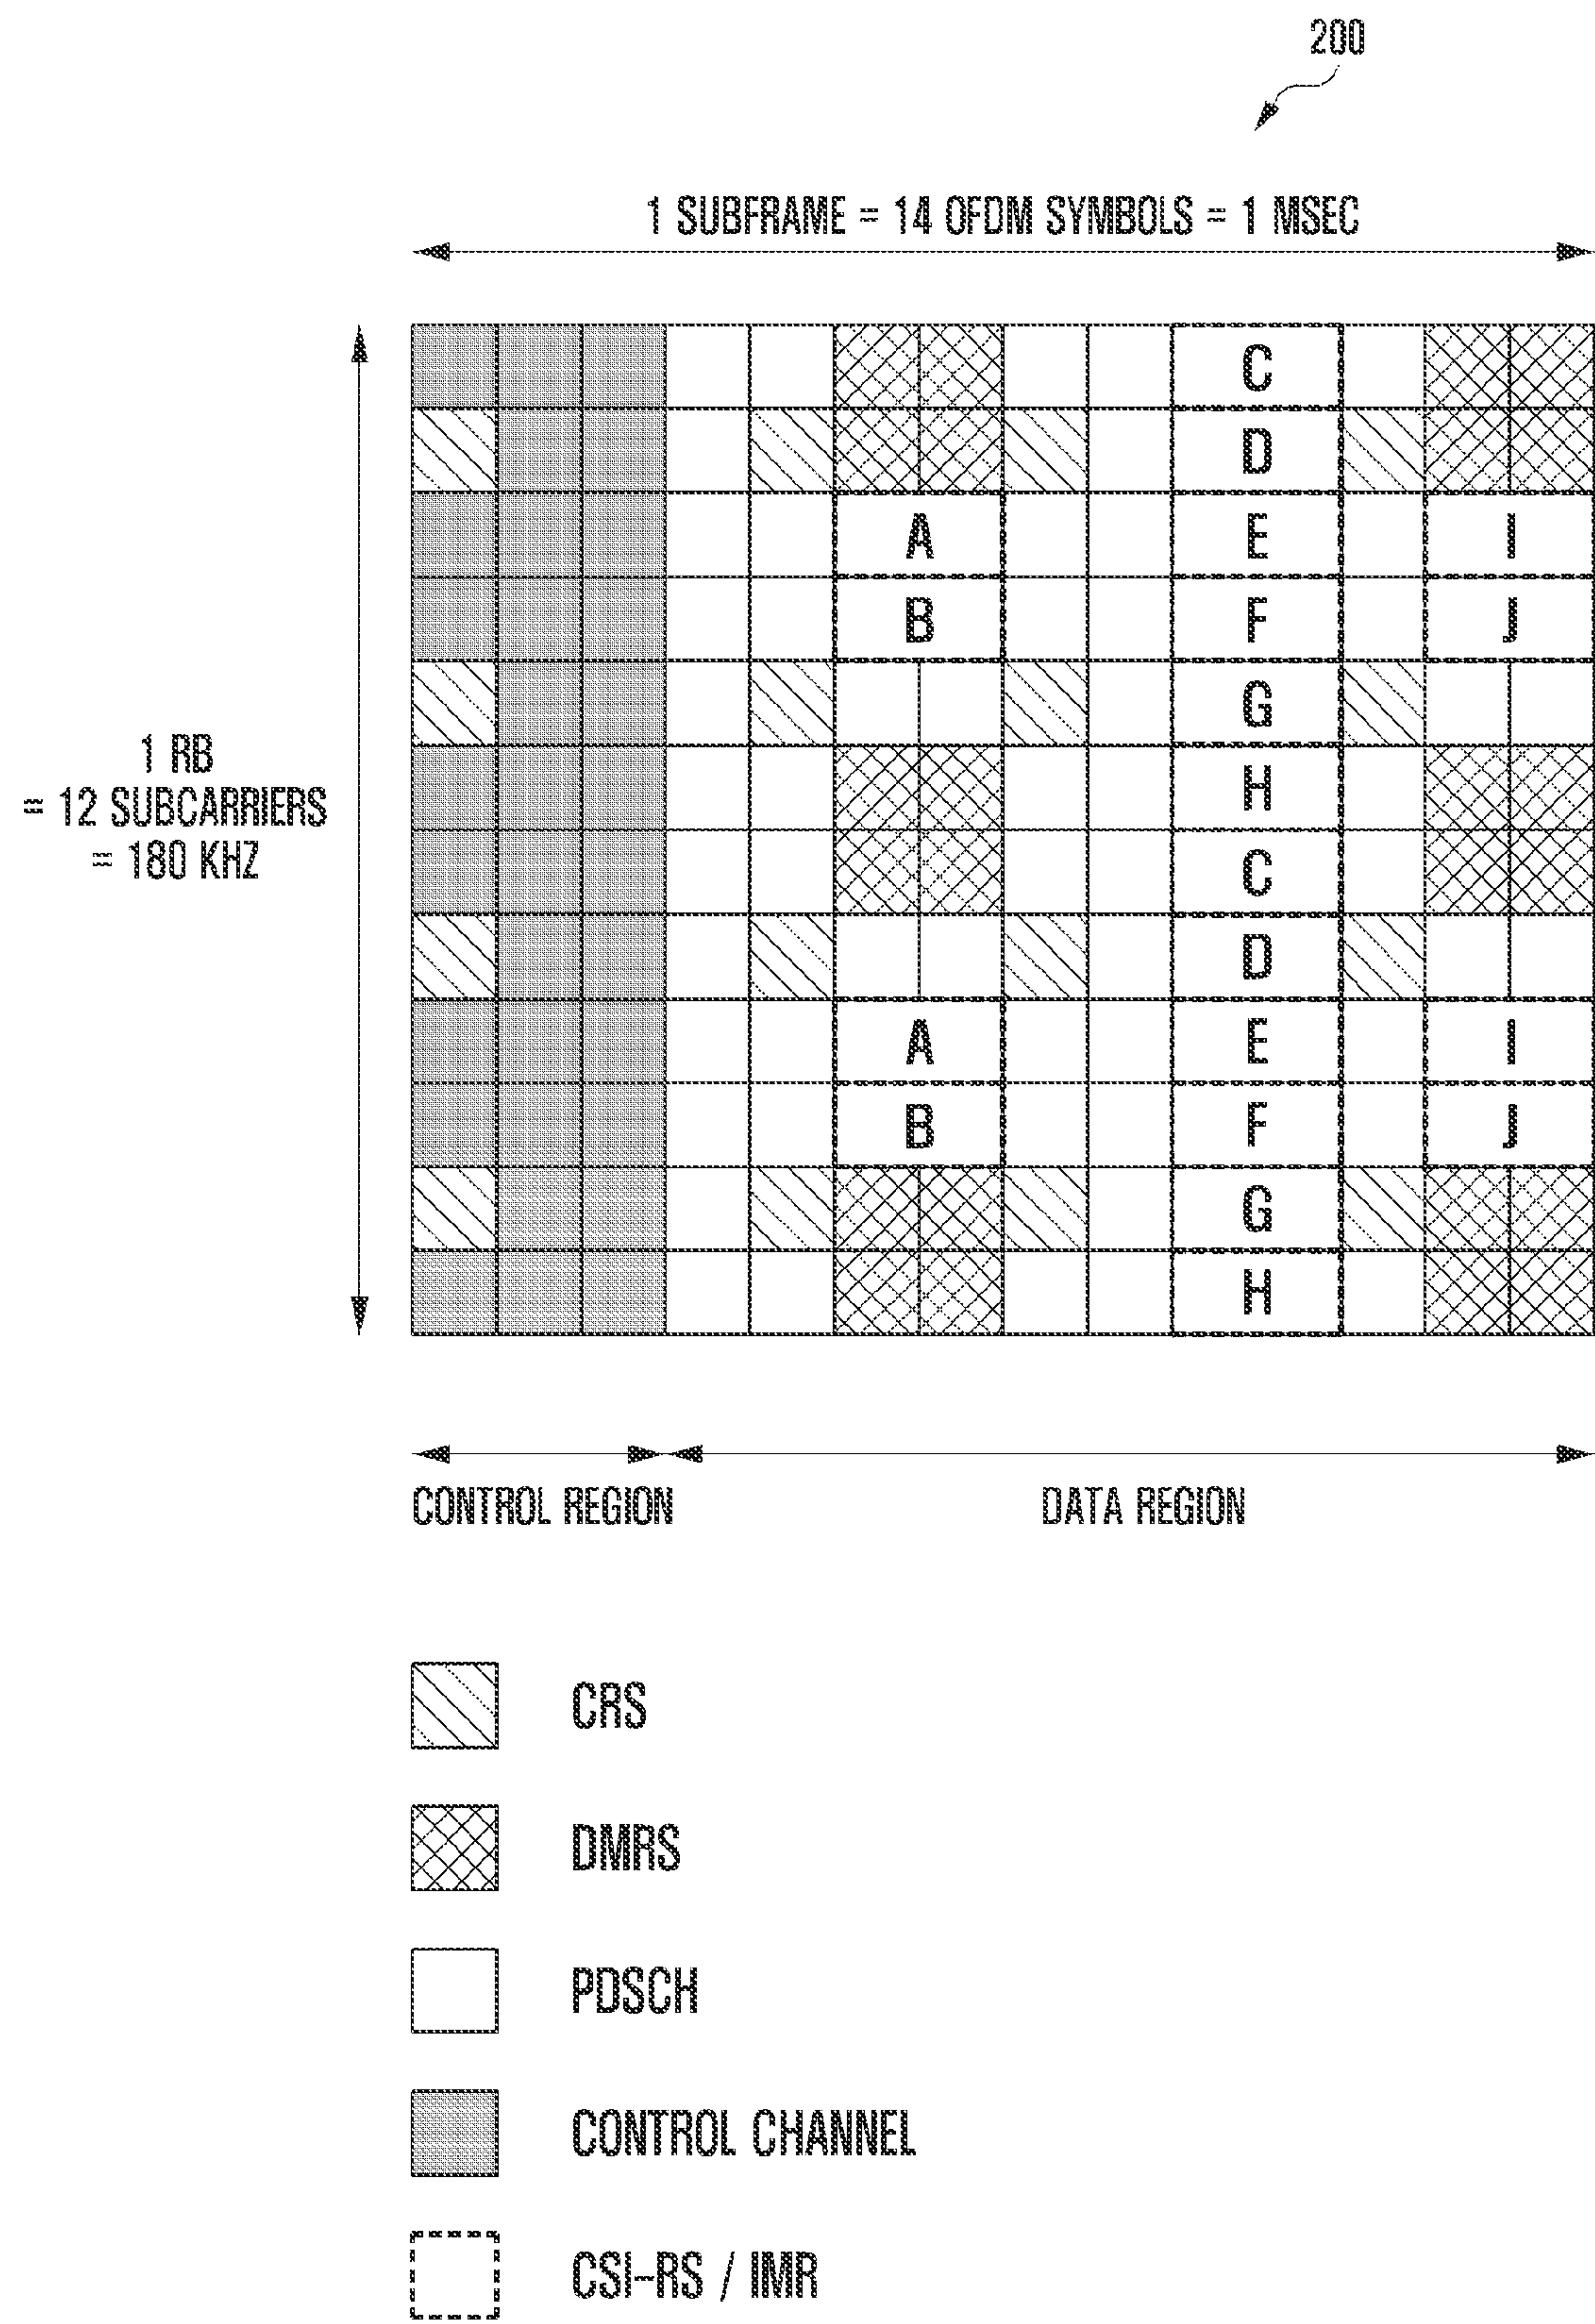 200
1 SUBFRAME = 14 OFDM SYMBOLS = 1 MSEC
C
D
A E I
B F J
G
1 RB
= 12 SUBCARRIERS
= 180 KHZ
H
C
D
A E I
B F J
G
H
CONTROL REGION DATA REGION
CRS
DMRS
PDSCH
CONTROL CHANNEL
CSI-RS / IMR